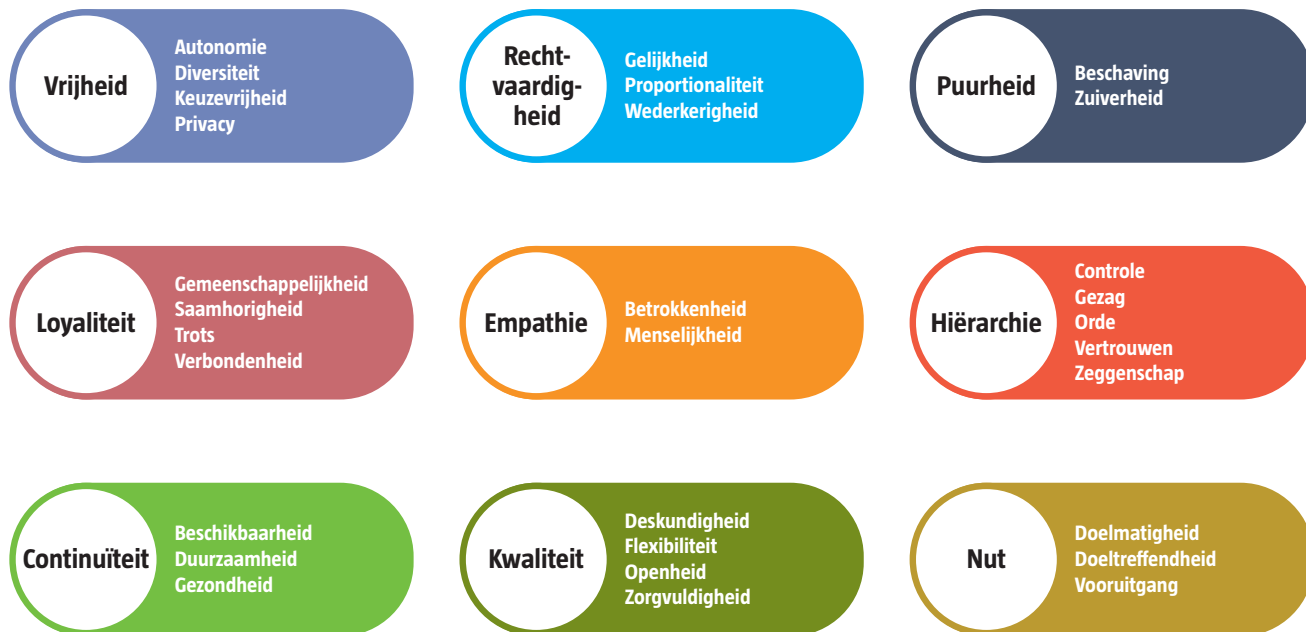 Vrijheid
Autonomie
Diversiteit
Keuzevrijheid
Privacy
Recht-
vaardig-
heid
Gelijkheid
Proportionaliteit
Wederkerigheid
Puurheid
Beschaving
Zuiverheid
Loyaliteit
Gemeenschappelijkheid
Saamhorigheid
Trots
Verbondenheid
Empathie
Betrokkenheid
Menselijkheid
Hiërarchie
Controle
Gezag
Orde
Vertrouwen
Zeggenschap
Continuïteit
Beschikbaarheid
Duurzaamheid
Gezondheid
Kwaliteit
Deskundigheid
Flexibiliteit
Openheid
Zorgvuldigheid
Nut
Doelmatigheid
Doeltreffendheid
Vooruitgang